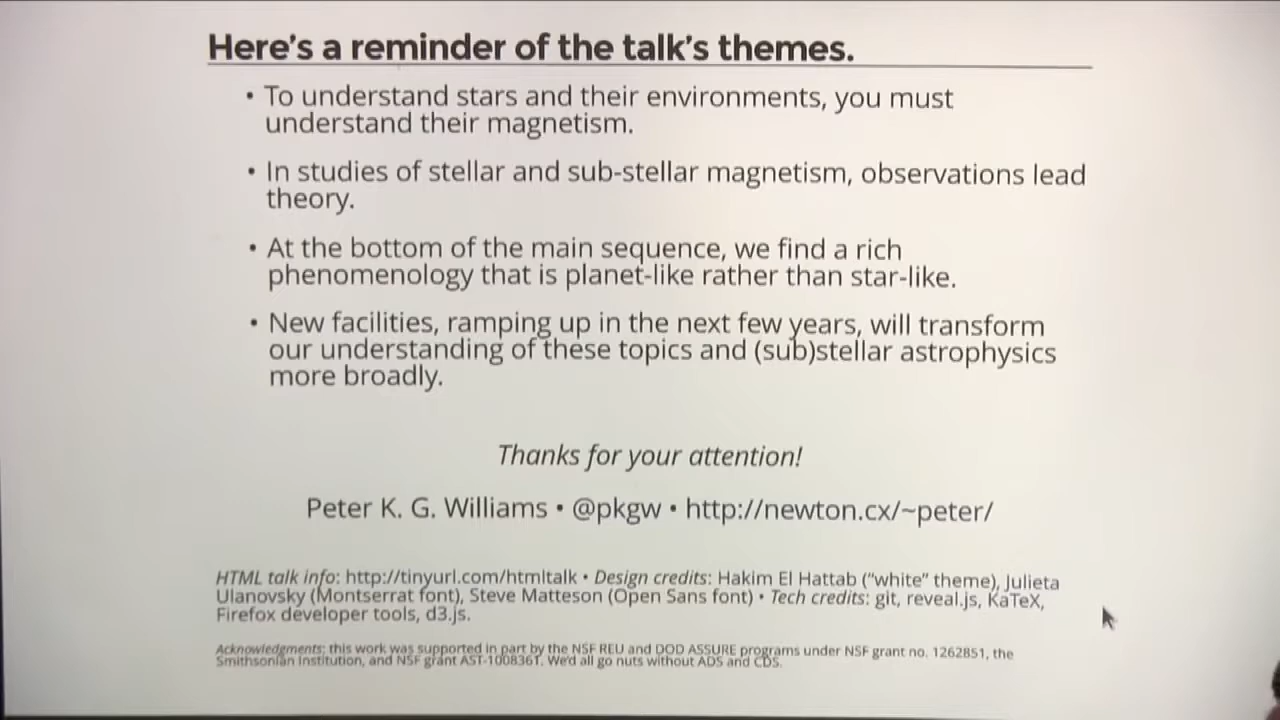 Here's a reminder of the talk's themes.
• To understand stars and their environments, you must
understand their magnetism.
• In studies of stellar and sub-stellar magnetism, observations lead
theory.
• At the bottom of the main sequence, we find a rich
phenomenology that is planet-like rather than star-like.
• New facilities, ramping up in the next few years, will transform
our understanding of these topics and (sub)stellar astrophysics
more broadly.
Thanks for your attention!
Peter K. G. Williams • @pkgw • http://newton.cx/~peter/
HTML talk info: http://tinyurl.com/htmltalk • Design credits: Hakim El Hattab (“white” theme), Julieta
Ulanovsky (Montserrat font), Steve Matteson (Open Sans font) • Tech credits: git, reveal.js, KaTeX,
Firefox developer tools, d3.js.
Acknowledgments: this work was supported in part by the NSF REU and DOD ASSURE programs under NSF grant no. 1262851, the
Smithsonian Institution, and NSF grant AST-1008361. We'd all go nuts without ADS and CDS.